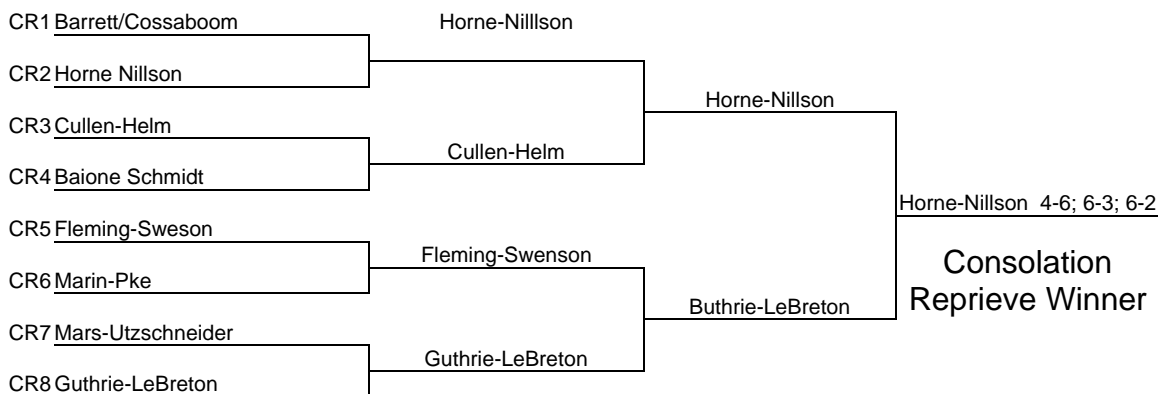 CR1 Barrett/Cossaboom
Horne-Nilllson
CR2 Horne Nillson
Horne-Nillson
CR3 Cullen-Helm
Cullen-Helm
CR4 Baione Schmidt
Horne-Nillson 4-6; 6-3; 6-2
CR5 Fleming-Sweson
Fleming-Swenson
Consolation
Reprieve Winner
CR6 Marin-Pke
Buthrie-LeBreton
CR7 Mars-Utzschneider
Guthrie-LeBreton
CR8 Guthrie-LeBreton